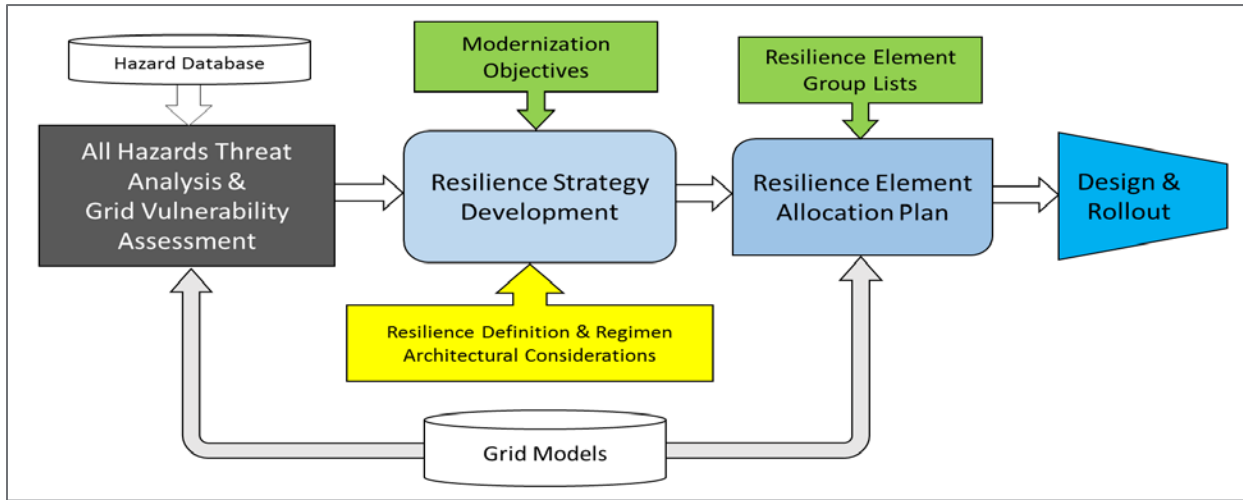 Hazard Database
All Hazards Threat
Analysis &
Grid Vulnerability
Assessment
Modernization
Objectives
Resilience Strategy
Development
Resilience Definition & Regimen
Architectural Considerations
Resilience Element
Group Lists
Resilience Element
Allocation Plan
Design &
Rollout
Grid Models